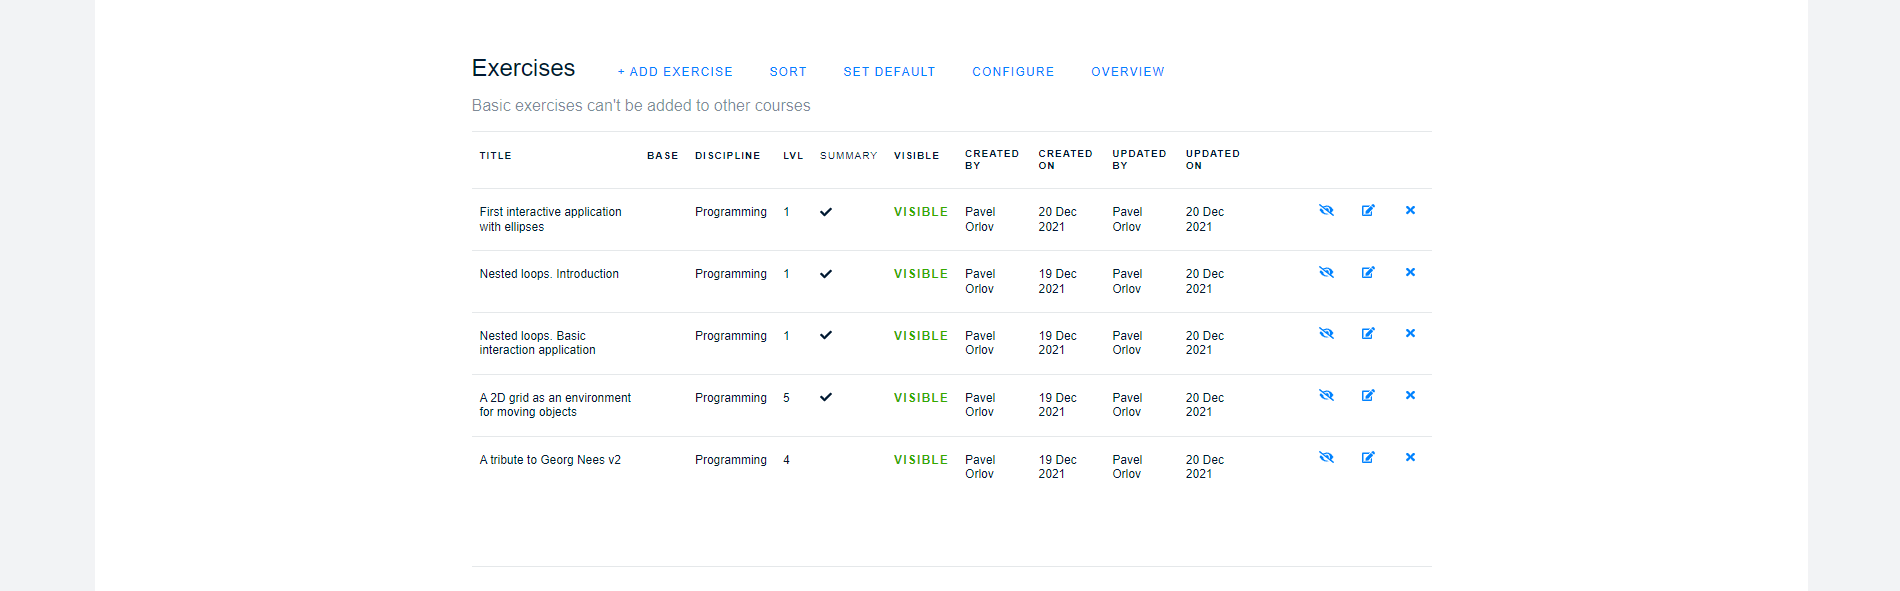 Exercises + ADD EXERCISE SORT SET DEFAULT CONFIGURE OVERVIEW
Basic exercises can't be added to other courses
TITLE BASE DISCIPLINE LVL SUMMARY VISIBLE CREATED BY CREATED ON UPDATED BY UPDATED ON
First interactive application with ellipses Programming 1 VISIBLE Pavel Orlov 20 Dec 2021 Pavel Orlov 20 Dec 2021
Nested loops. Introduction Programming 1 VISIBLE Pavel Orlov 19 Dec 2021 Pavel Orlov 20 Dec 2021
Nested loops. Basic interaction application Programming 1 VISIBLE Pavel Orlov 19 Dec 2021 Pavel Orlov 20 Dec 2021
A 2D grid as an environment for moving objects Programming 5 VISIBLE Pavel Orlov 19 Dec 2021 Pavel Orlov 20 Dec 2021
A tribute to Georg Nees v2 Programming 4 VISIBLE Pavel Orlov 19 Dec 2021 Pavel Orlov 20 Dec 2021